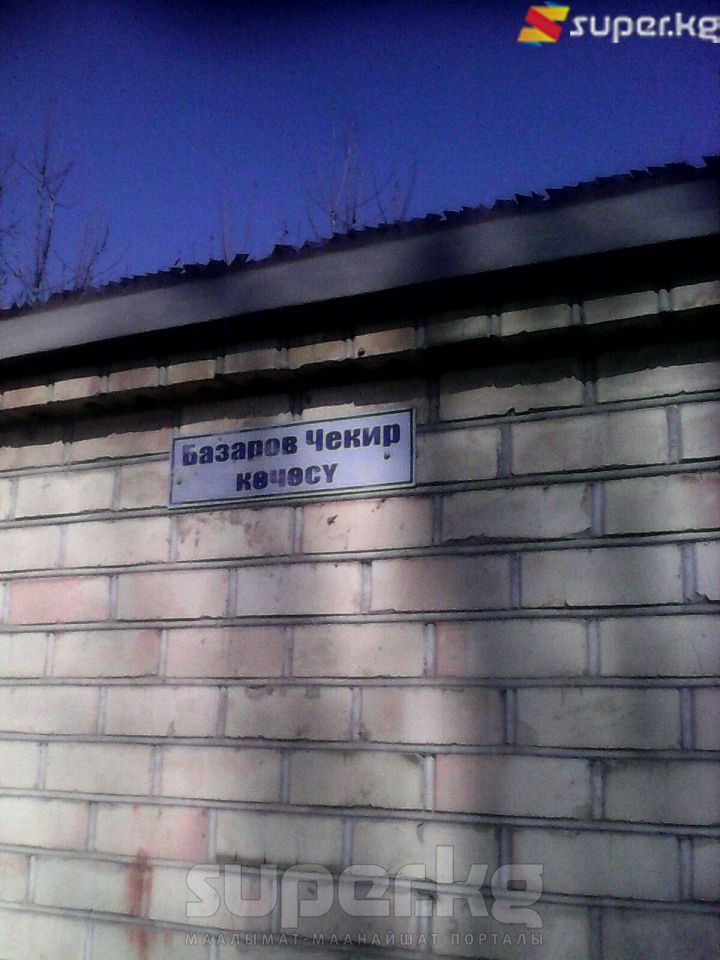 super.kg
Базаров Чекир
көчөсү
super.kg
МААЛЫМАТ-МААНАЙШАТ ПОРТАЛЫ